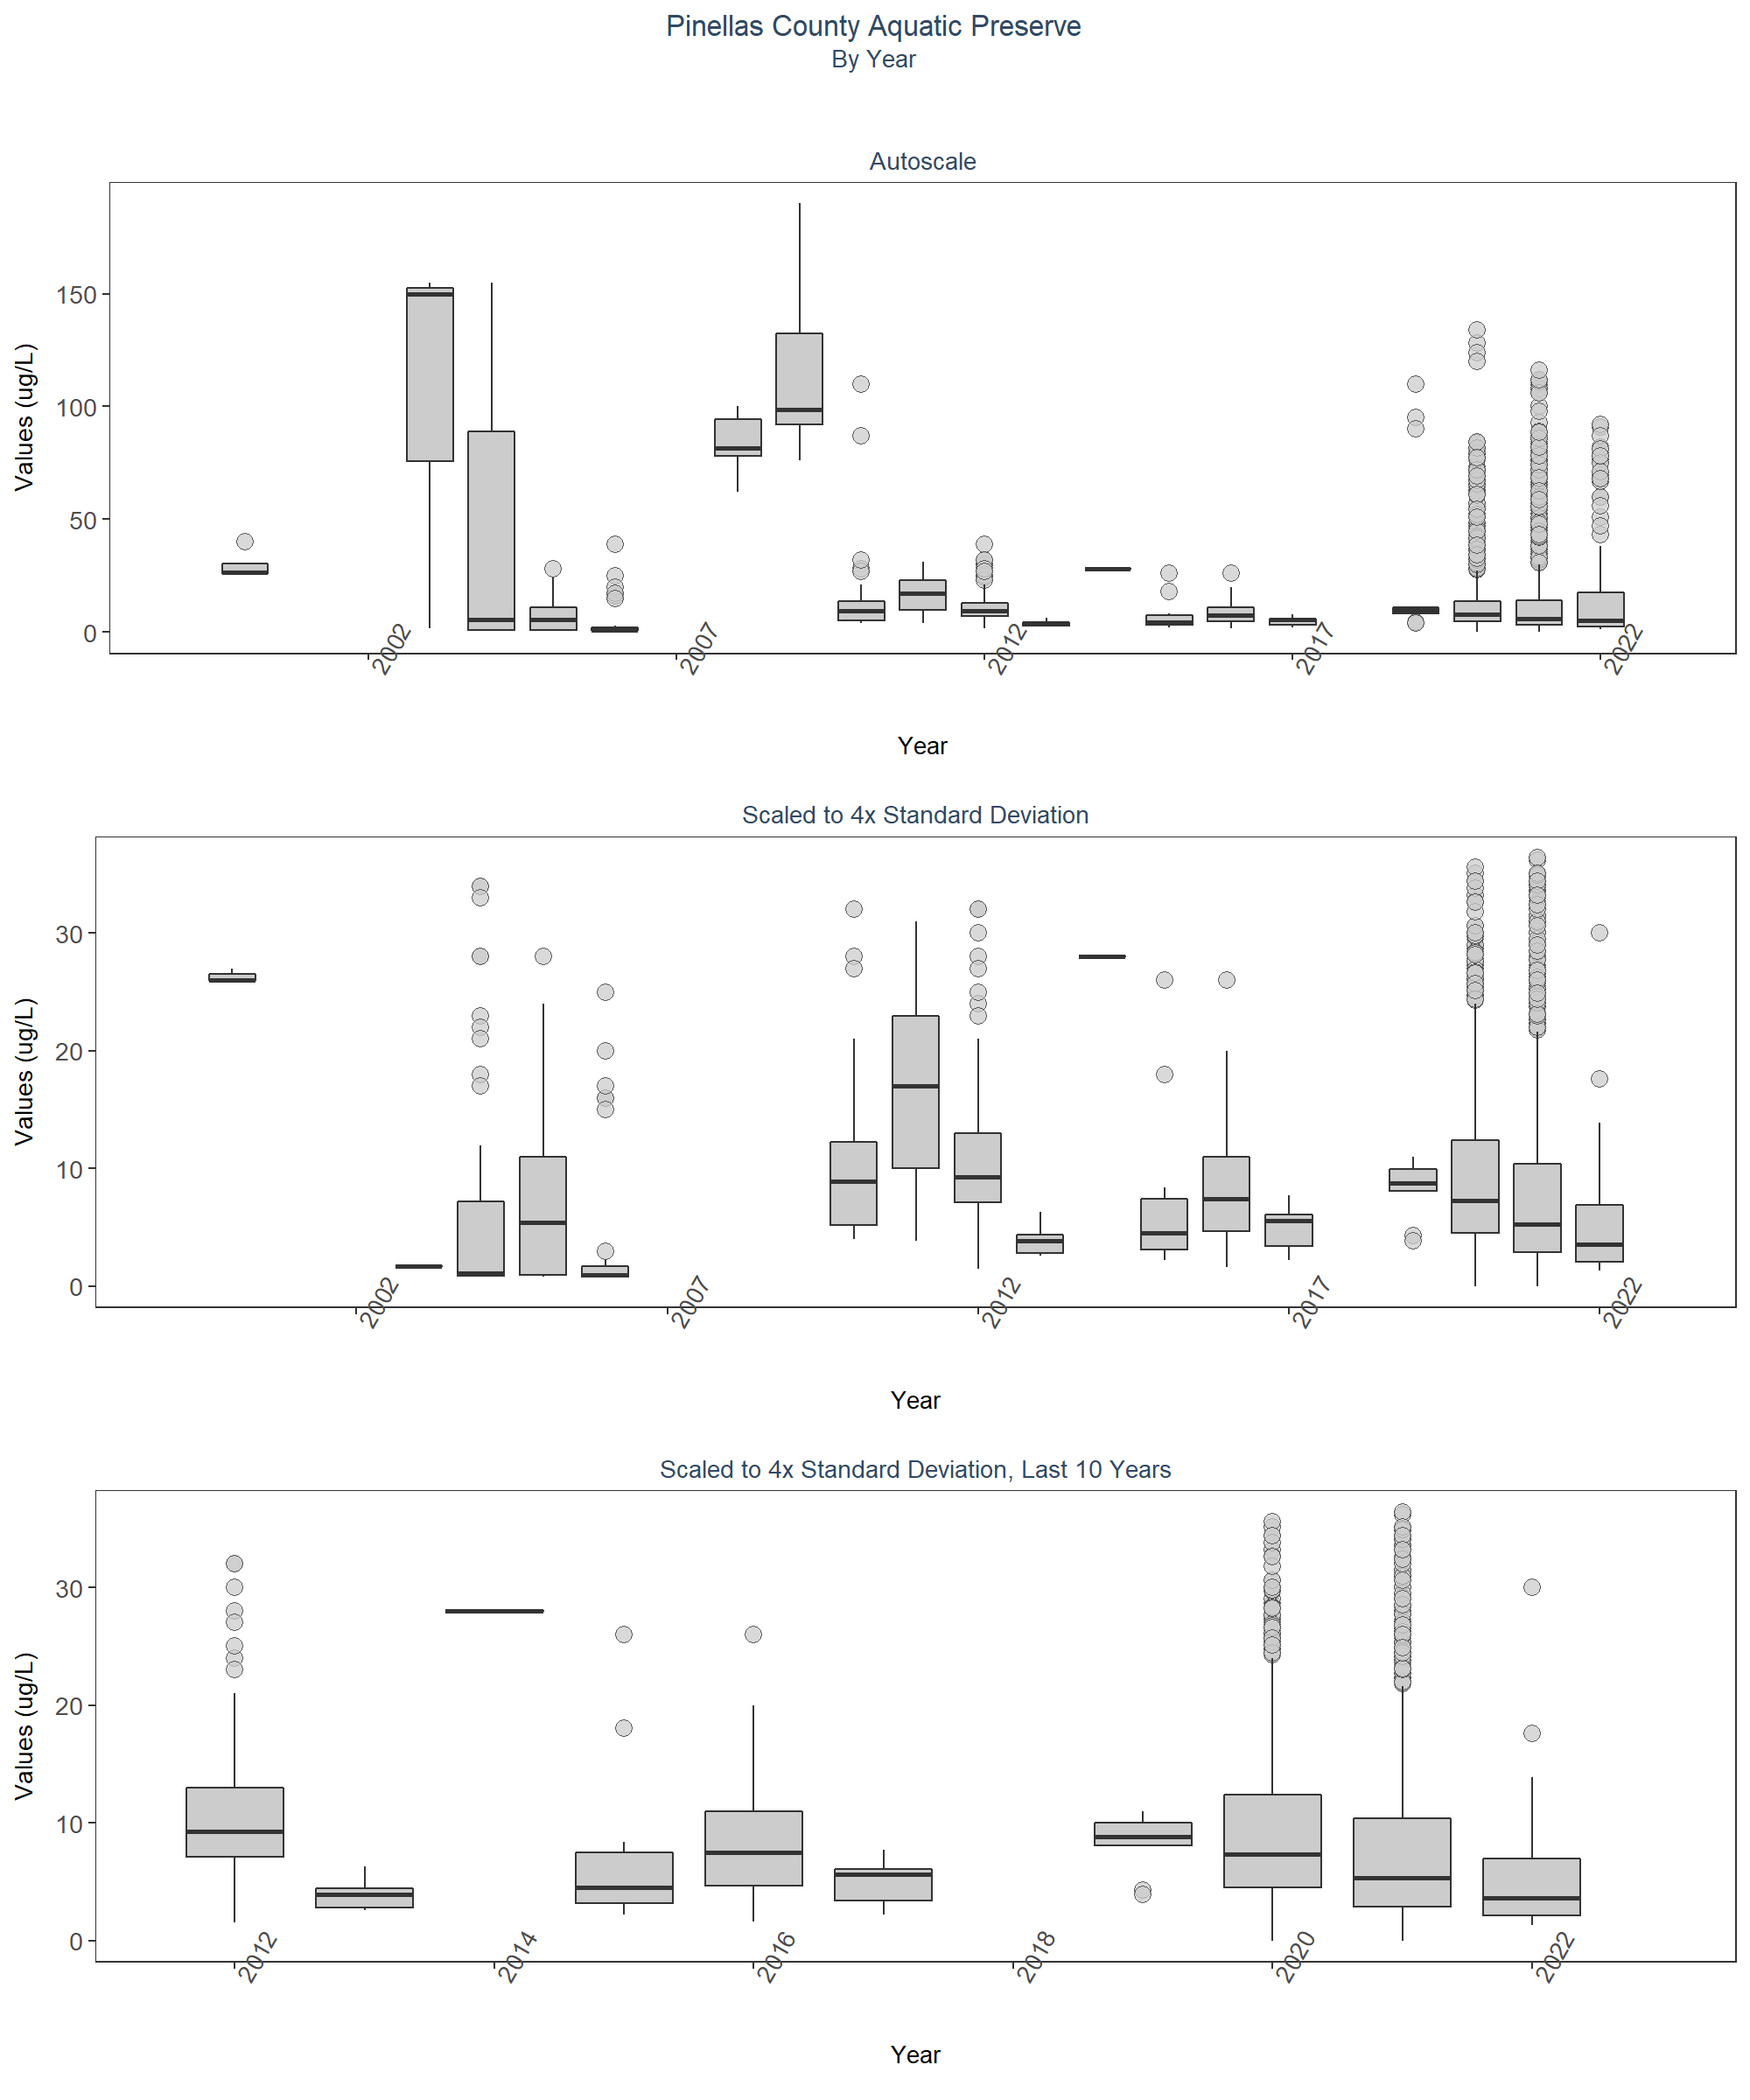 Pinellas County Aquatic Preserve
By Year
Autoscale
Values (ug/L)
150
100
50
0
2002
2007
2012
2017
2022
Year
Scaled to 4x Standard Deviation
Values (ug/L)
30
20
10
0
2002
2007
2012
2017
2022
Year
Scaled to 4x Standard Deviation, Last 10 Years
Values (ug/L)
30
20
10
0
2012
2014
2016
2018
2020
2022
Year